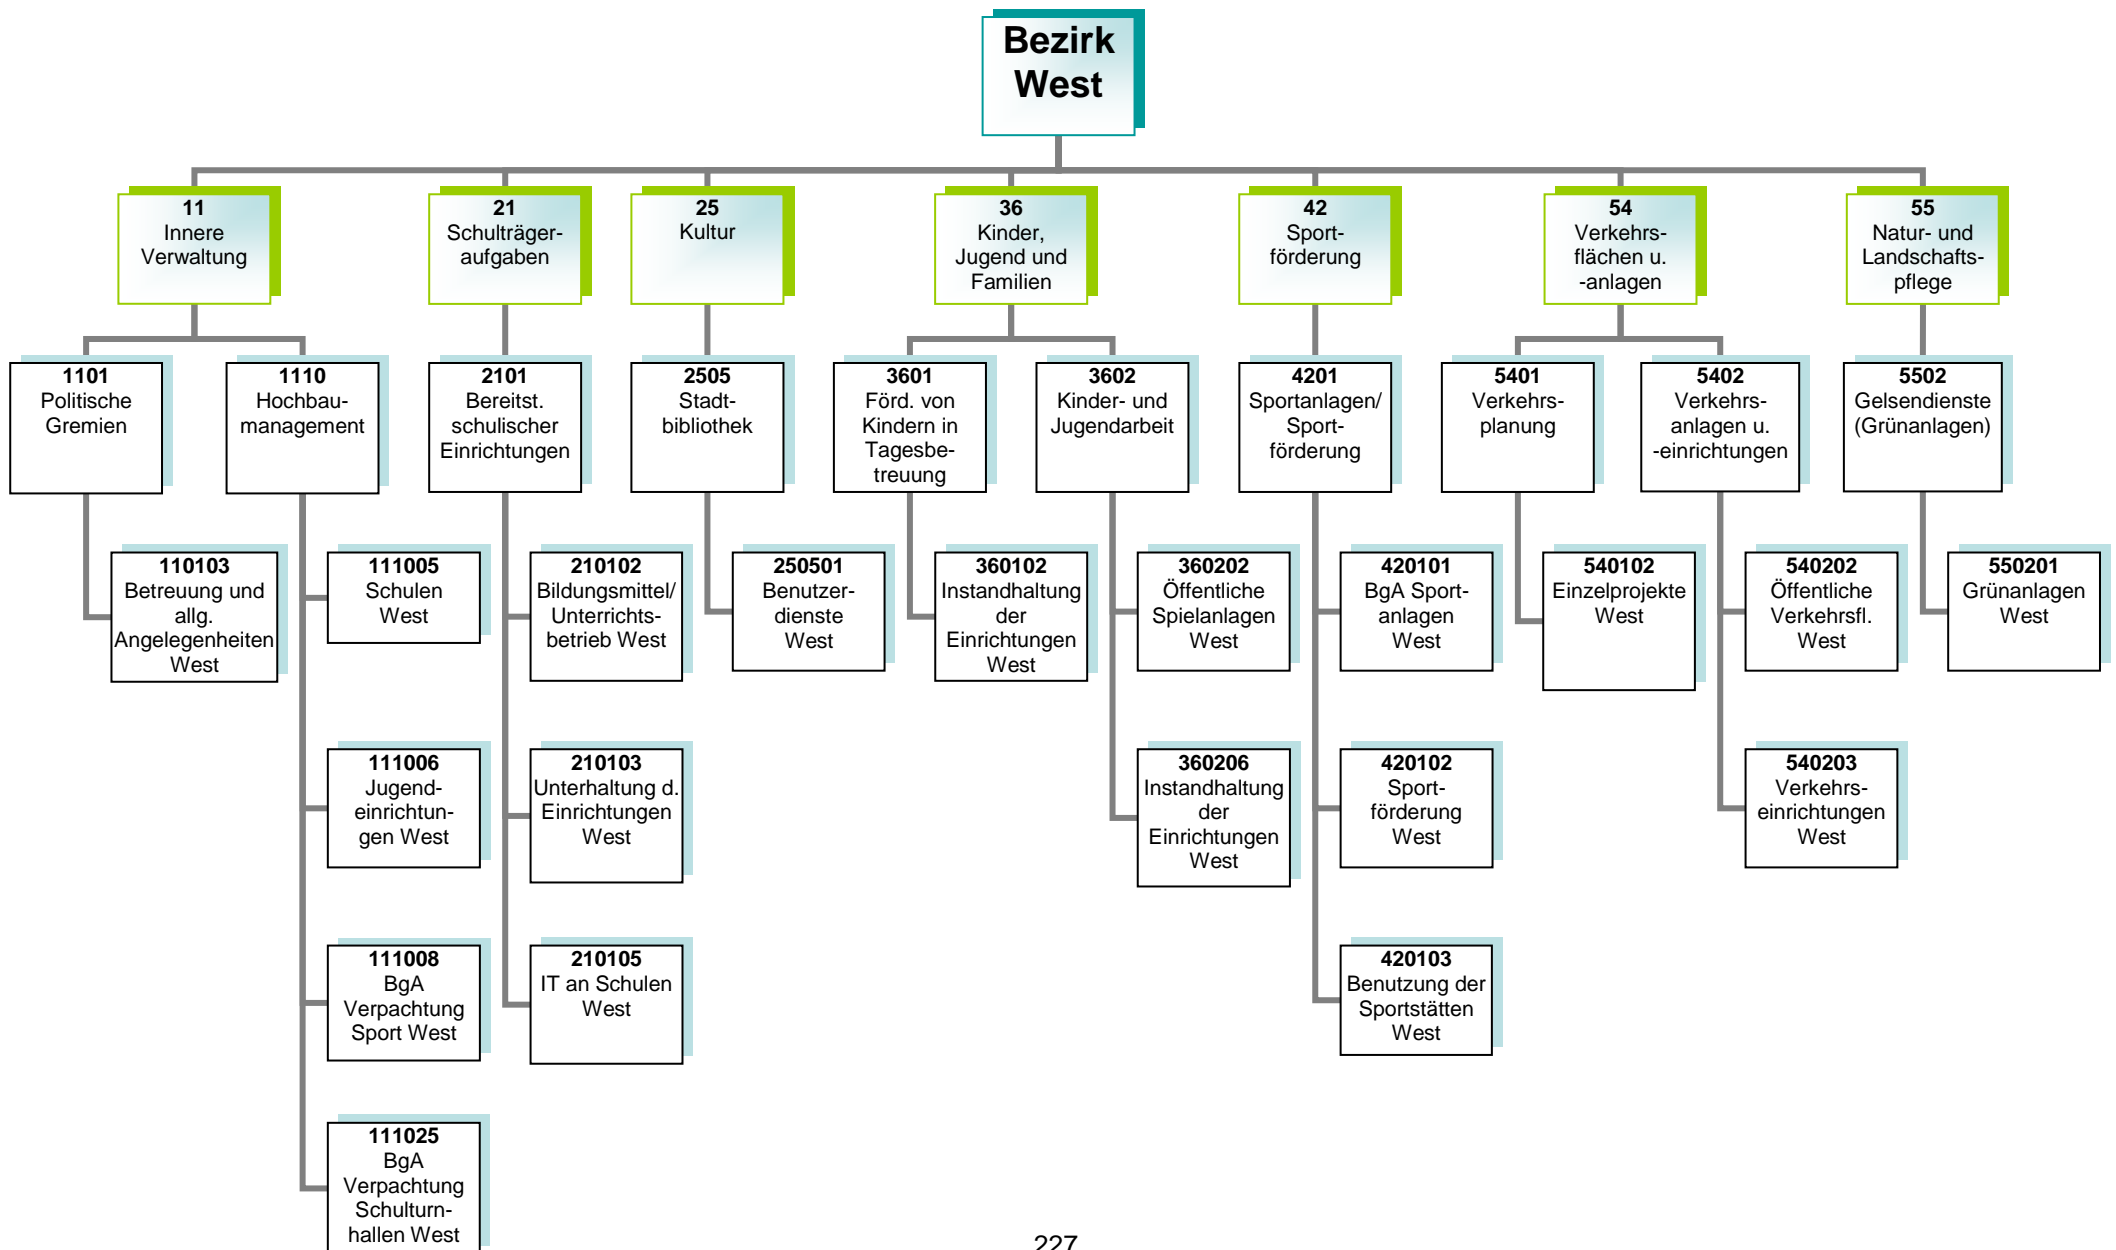 Bezirk
West
11
Innere
Verwaltung
21
Schulträger-
aufgaben
25
Kultur
36
Kinder,
Jugend und
Familien
42
Sport-
förderung
54
Verkehrs-
flächen u.
-anlagen
55
Natur- und
Landschafts-
pflege
1101
Politische
Gremien
1110
Hochbau-
management
2101
Bereitst.
schulischer
Einrichtungen
2505
Stadt-
bibliothek
3601
Förd. von
Kindern in
Tagesbe-
treuung
3602
Kinder- und
Jugendarbeit
4201
Sportanlagen/
Sport-
förderung
5401
Verkehrs-
planung
5402
Verkehrs-
anlagen u.
-einrichtungen
5502
Gelsendienste
(Grünanlagen)
110103
Betreuung und
allg.
Angelegenheiten
West
111005
Schulen
West
210102
Bildungsmittel/
Unterrichts-
betrieb West
250501
Benutzer-
dienste
West
360102
Instandhaltung
der
Einrichtungen
West
360202
Öffentliche
Spielanlagen
West
420101
BgA Sport-
anlagen
West
540102
Einzelprojekte
West
540202
Öffentliche
Verkehrsfl.
West
550201
Grünanlagen
West
111006
Jugend-
einrichtun-
gen West
210103
Unterhaltung d.
Einrichtungen
West
360206
Instandhaltung
der
Einrichtungen
West
420102
Sport-
förderung
West
540203
Verkehrs-
einrichtungen
West
111008
BgA
Verpachtung
Sport West
210105
IT an Schulen
West
420103
Benutzung der
Sportstätten
West
111025
BgA
Verpachtung
Schulturn-
hallen West
227